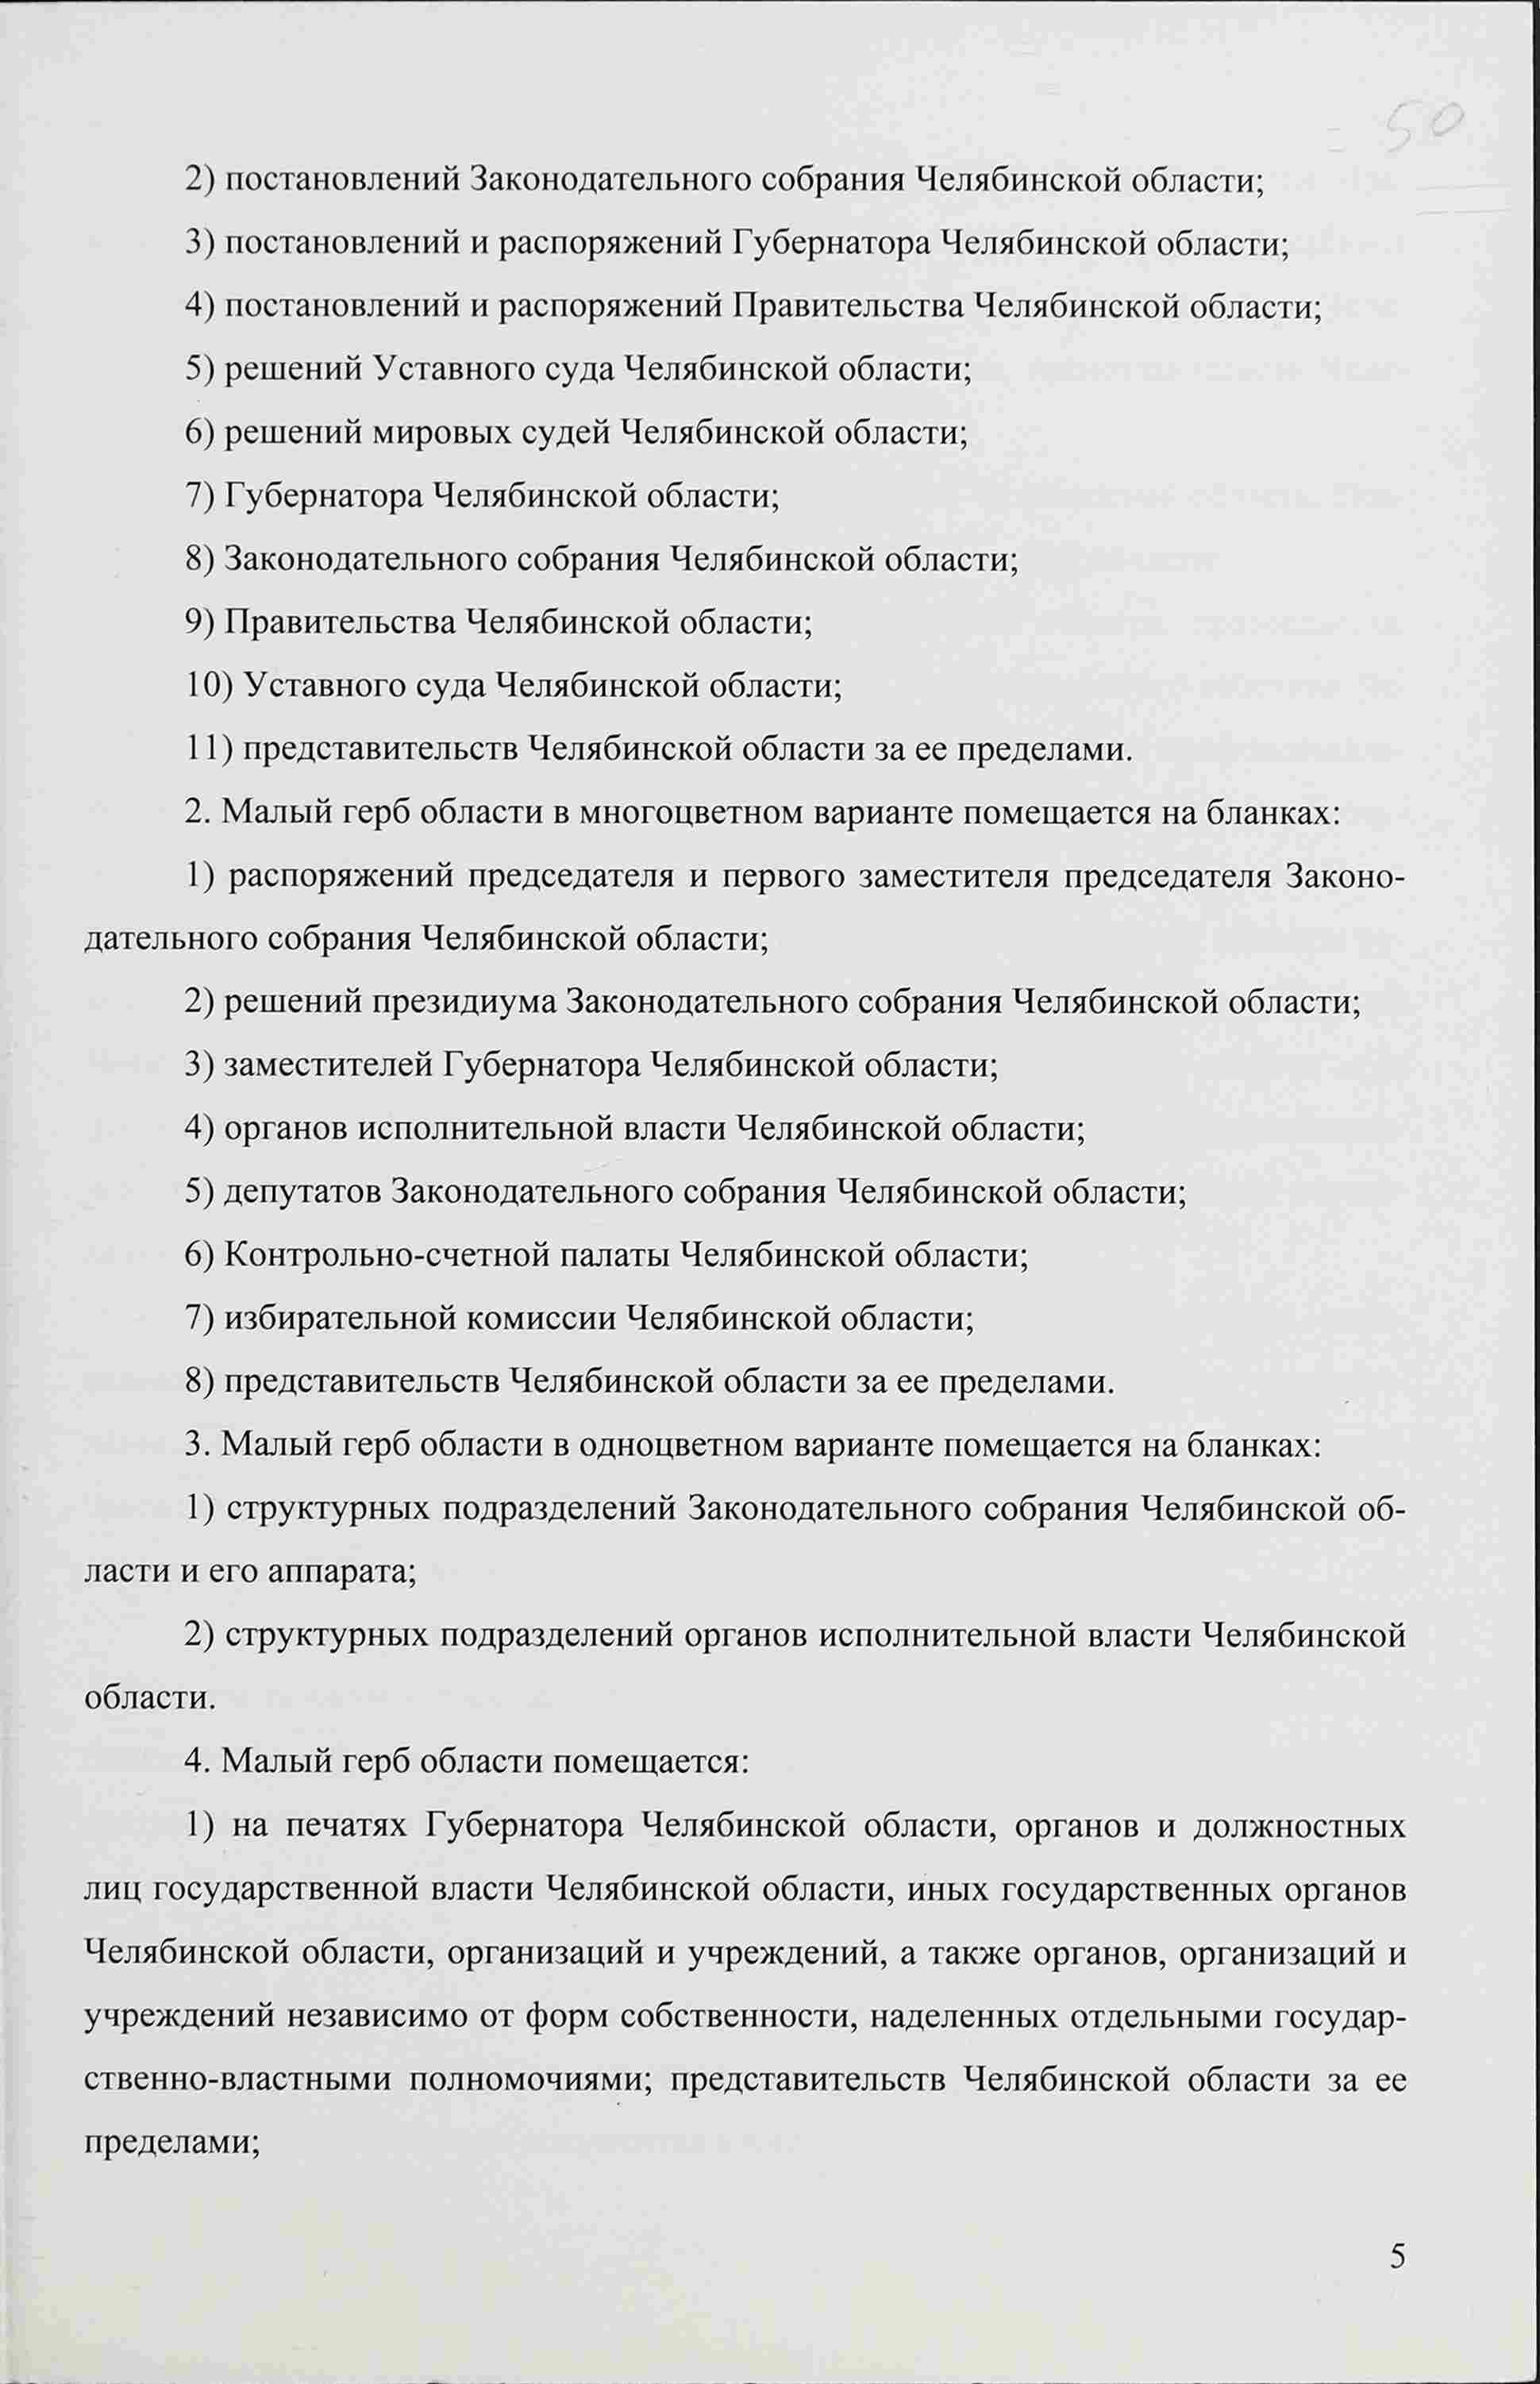 50
2) постановлений Законодательного собрания Челябинской области;
3) постановлений и распоряжений Губернатора Челябинской области;
4) постановлений и распоряжений Правительства Челябинской области;
5) решений Уставного суда Челябинской области;
6) решений мировых судей Челябинской области;
7) Губернатора Челябинской области;
8) Законодательного собрания Челябинской области;
9) Правительства Челябинской области;
10) Уставного суда Челябинской области;
11) представительств Челябинской области за ее пределами.
2. Малый герб области в многоцветном варианте помещается на бланках:
1) распоряжений председателя и первого заместителя председателя Законо-
дательного собрания Челябинской области;
2) решений президиума Законодательного собрания Челябинской области;
3) заместителей Губернатора Челябинской области;
4) органов исполнительной власти Челябинской области;
5) депутатов Законодательного собрания Челябинской области;
6) Контрольно-счетной палаты Челябинской области;
7) избирательной комиссии Челябинской области;
8) представительств Челябинской области за ее пределами.
3. Малый герб области в одноцветном варианте помещается на бланках:
1) структурных подразделений Законодательного собрания Челябинской об-
ласти и его аппарата;
2) структурных подразделений органов исполнительной власти Челябинской
области.
4. Малый герб области помещается:
1) на печатях Губернатора Челябинской области, органов и должностных
лиц государственной власти Челябинской области, иных государственных органов
Челябинской области, организаций и учреждений, а также органов, организаций и
учреждений независимо от форм собственности, наделенных отдельными государ-
ственно-властными полномочиями; представительств Челябинской области за ее
пределами;
5